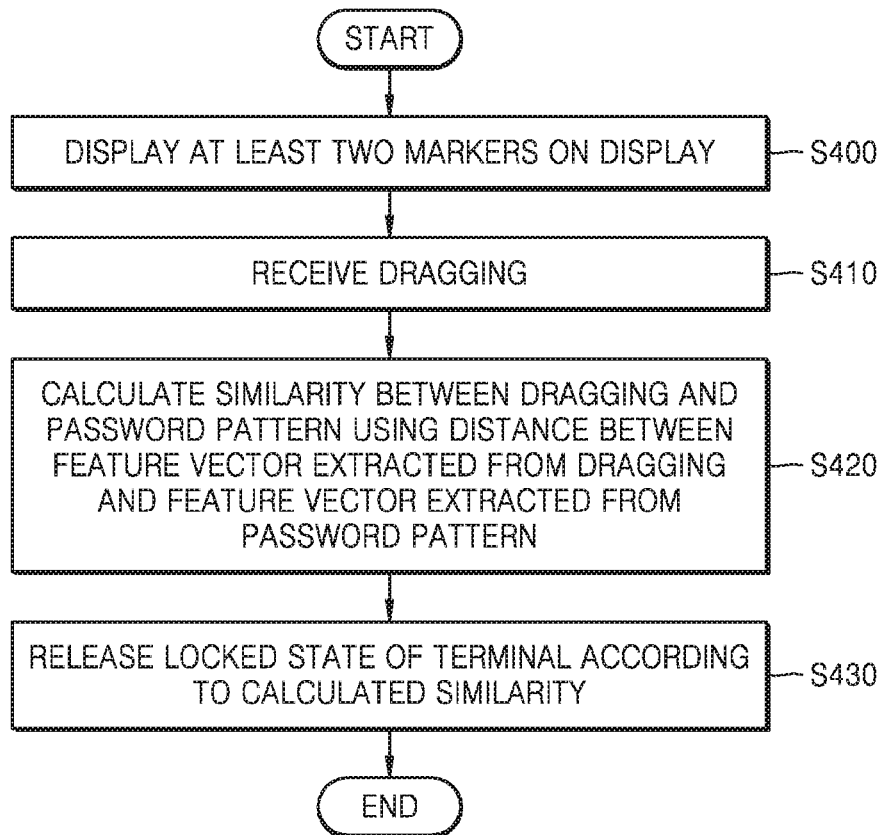 START
DISPLAY AT LEAST TWO MARKERS ON DISPLAY
S400
RECEIVE DRAGGING
S410
CALCULATE SIMILARITY BETWEEN DRAGGING AND
PASSWORD PATTERN USING DISTANCE BETWEEN
FEATURE VECTOR EXTRACTED FROM DRAGGING
AND FEATURE VECTOR EXTRACTED FROM
PASSWORD PATTERN
S420
RELEASE LOCKED STATE OF TERMINAL ACCORDING
TO CALCULATED SIMILARITY
S430
END